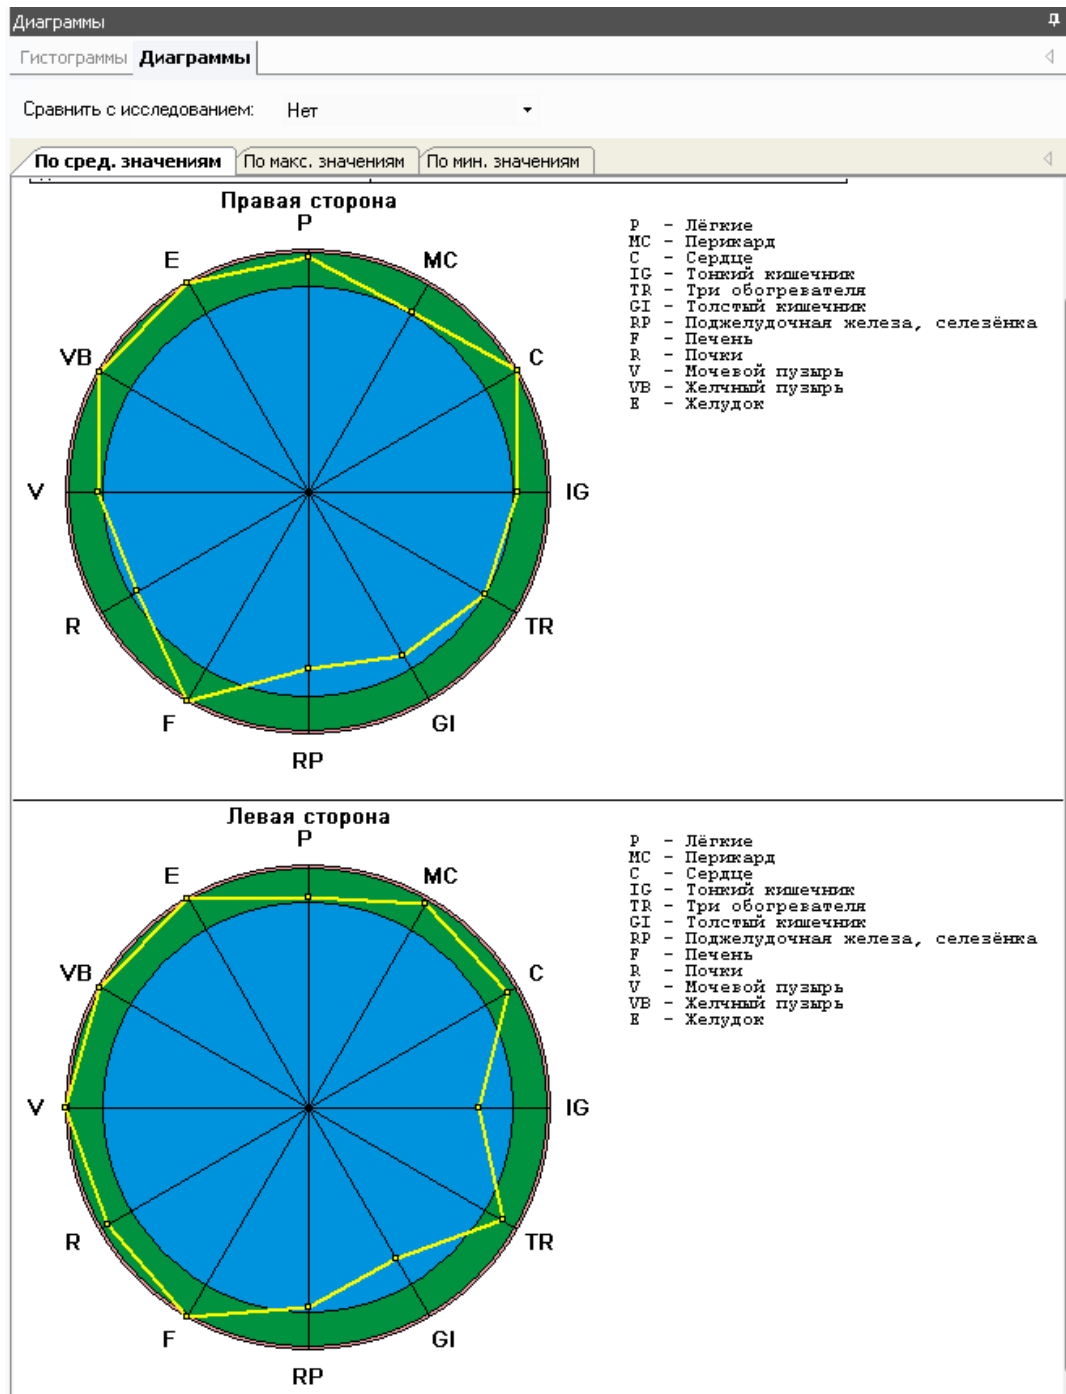 Диаграммы
Гистограммы Диаграммы
Сравнить с исследованием: Нет
По сред. значениям По макс. значениям По мин. значениям
Правая сторона
P
MC
C
IG
TR
GI
RP
F
R
V
VB
E
P - Лёгкие
MC - Перикард
C - Сердце
IG - Тонкий кишечник
TR - Три обогревателя
GI - Толстый кишечник
RP - Поджелудочная железа, селезёнка
F - Печень
R - Почки
V - Мочевой пузырь
VB - Желчный пузырь
E - Желудок
Левая сторона
P
MC
C
IG
TR
GI
RP
F
R
V
VB
E
P - Лёгкие
MC - Перикард
C - Сердце
IG - Тонкий кишечник
TR - Три обогревателя
GI - Толстый кишечник
RP - Поджелудочная железа, селезёнка
F - Печень
R - Почки
V - Мочевой пузырь
VB - Желчный пузырь
E - Желудок